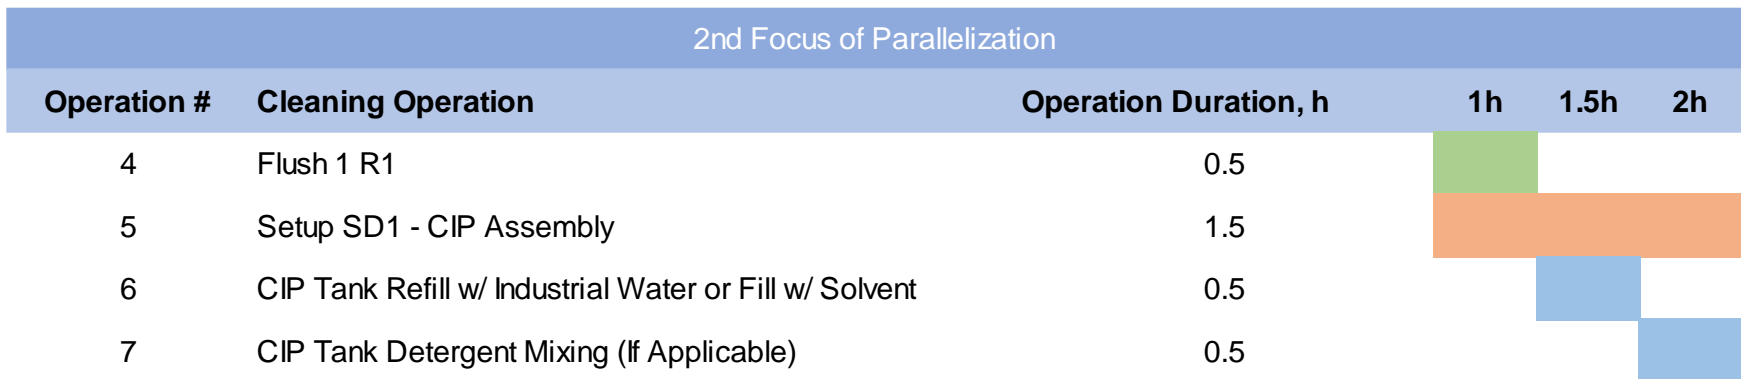 2nd Focus of Parallelization
Operation # Cleaning Operation Operation Duration, h 1h 1.5h 2h
4 Flush 1 R1 0.5
5 Setup SD1 - CIP Assembly 1.5
6 CIP Tank Refill w/ Industrial Water or Fill w/ Solvent 0.5
7 CIP Tank Detergent Mixing (If Applicable) 0.5